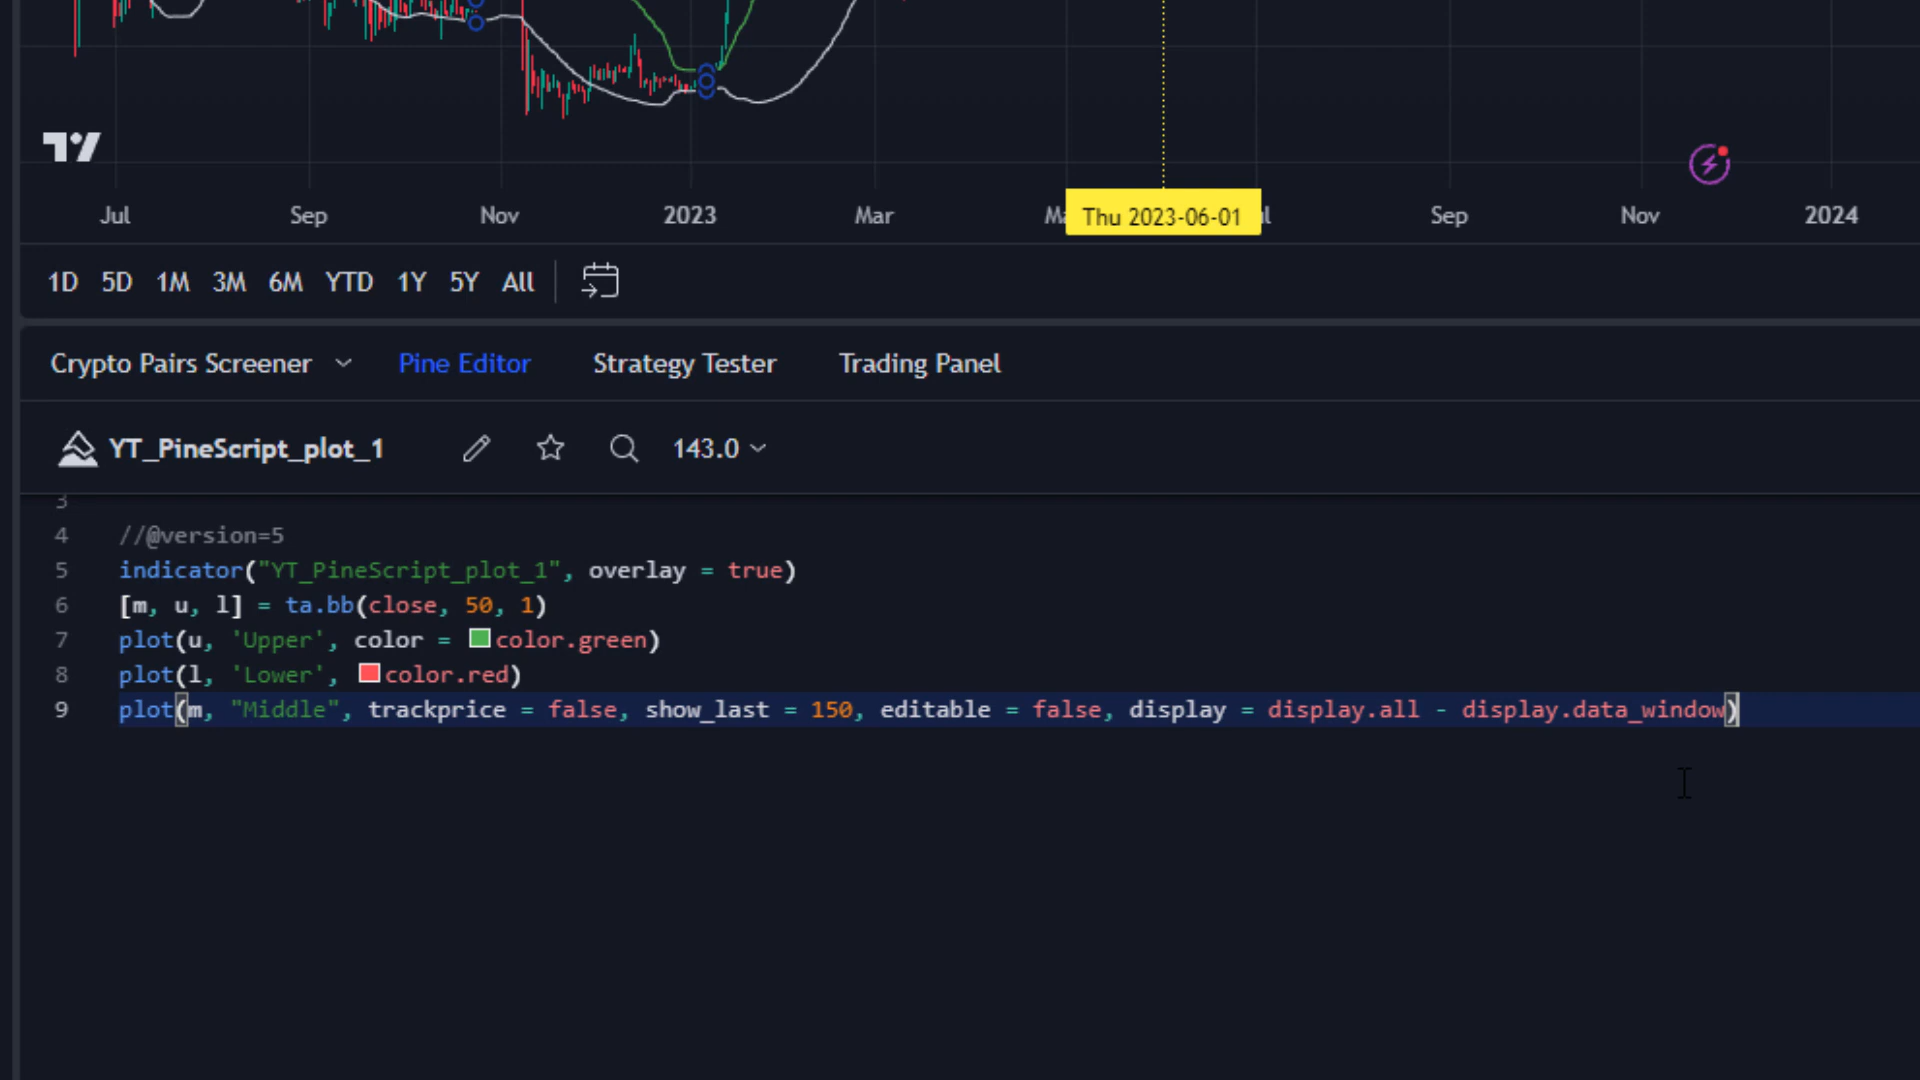 Jul Sep Nov 2023 Mar Thu 2023-06-01 Sep Nov 2024
1D 5D 1M 3M 6M YTD 1Y 5Y All
Crypto Pairs Screener Pine Editor Strategy Tester Trading Panel
YT_PineScript_plot_1 143.0
3
4 //@version=5
5 indicator("YT_PineScript_plot_1", overlay = true)
6 [m, u, l] = ta.bb(close, 50, 1)
7 plot(u, 'Upper', color = color.green)
8 plot(l, 'Lower', color.red)
9 plot(m, "Middle", trackprice = false, show_last = 150, editable = false, display = display.all - display.data_window)